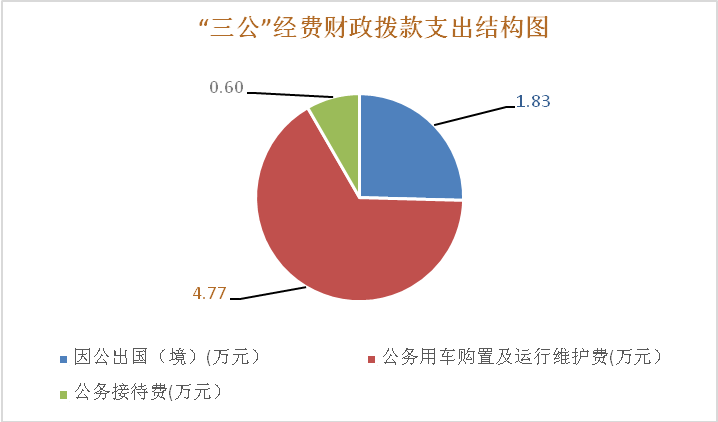 “三公”经费财政拨款支出结构图
0.60
1.83
4.77
因公出国（境）(万元）
公务用车购置及运行维护费(万元）
公务接待费(万元）